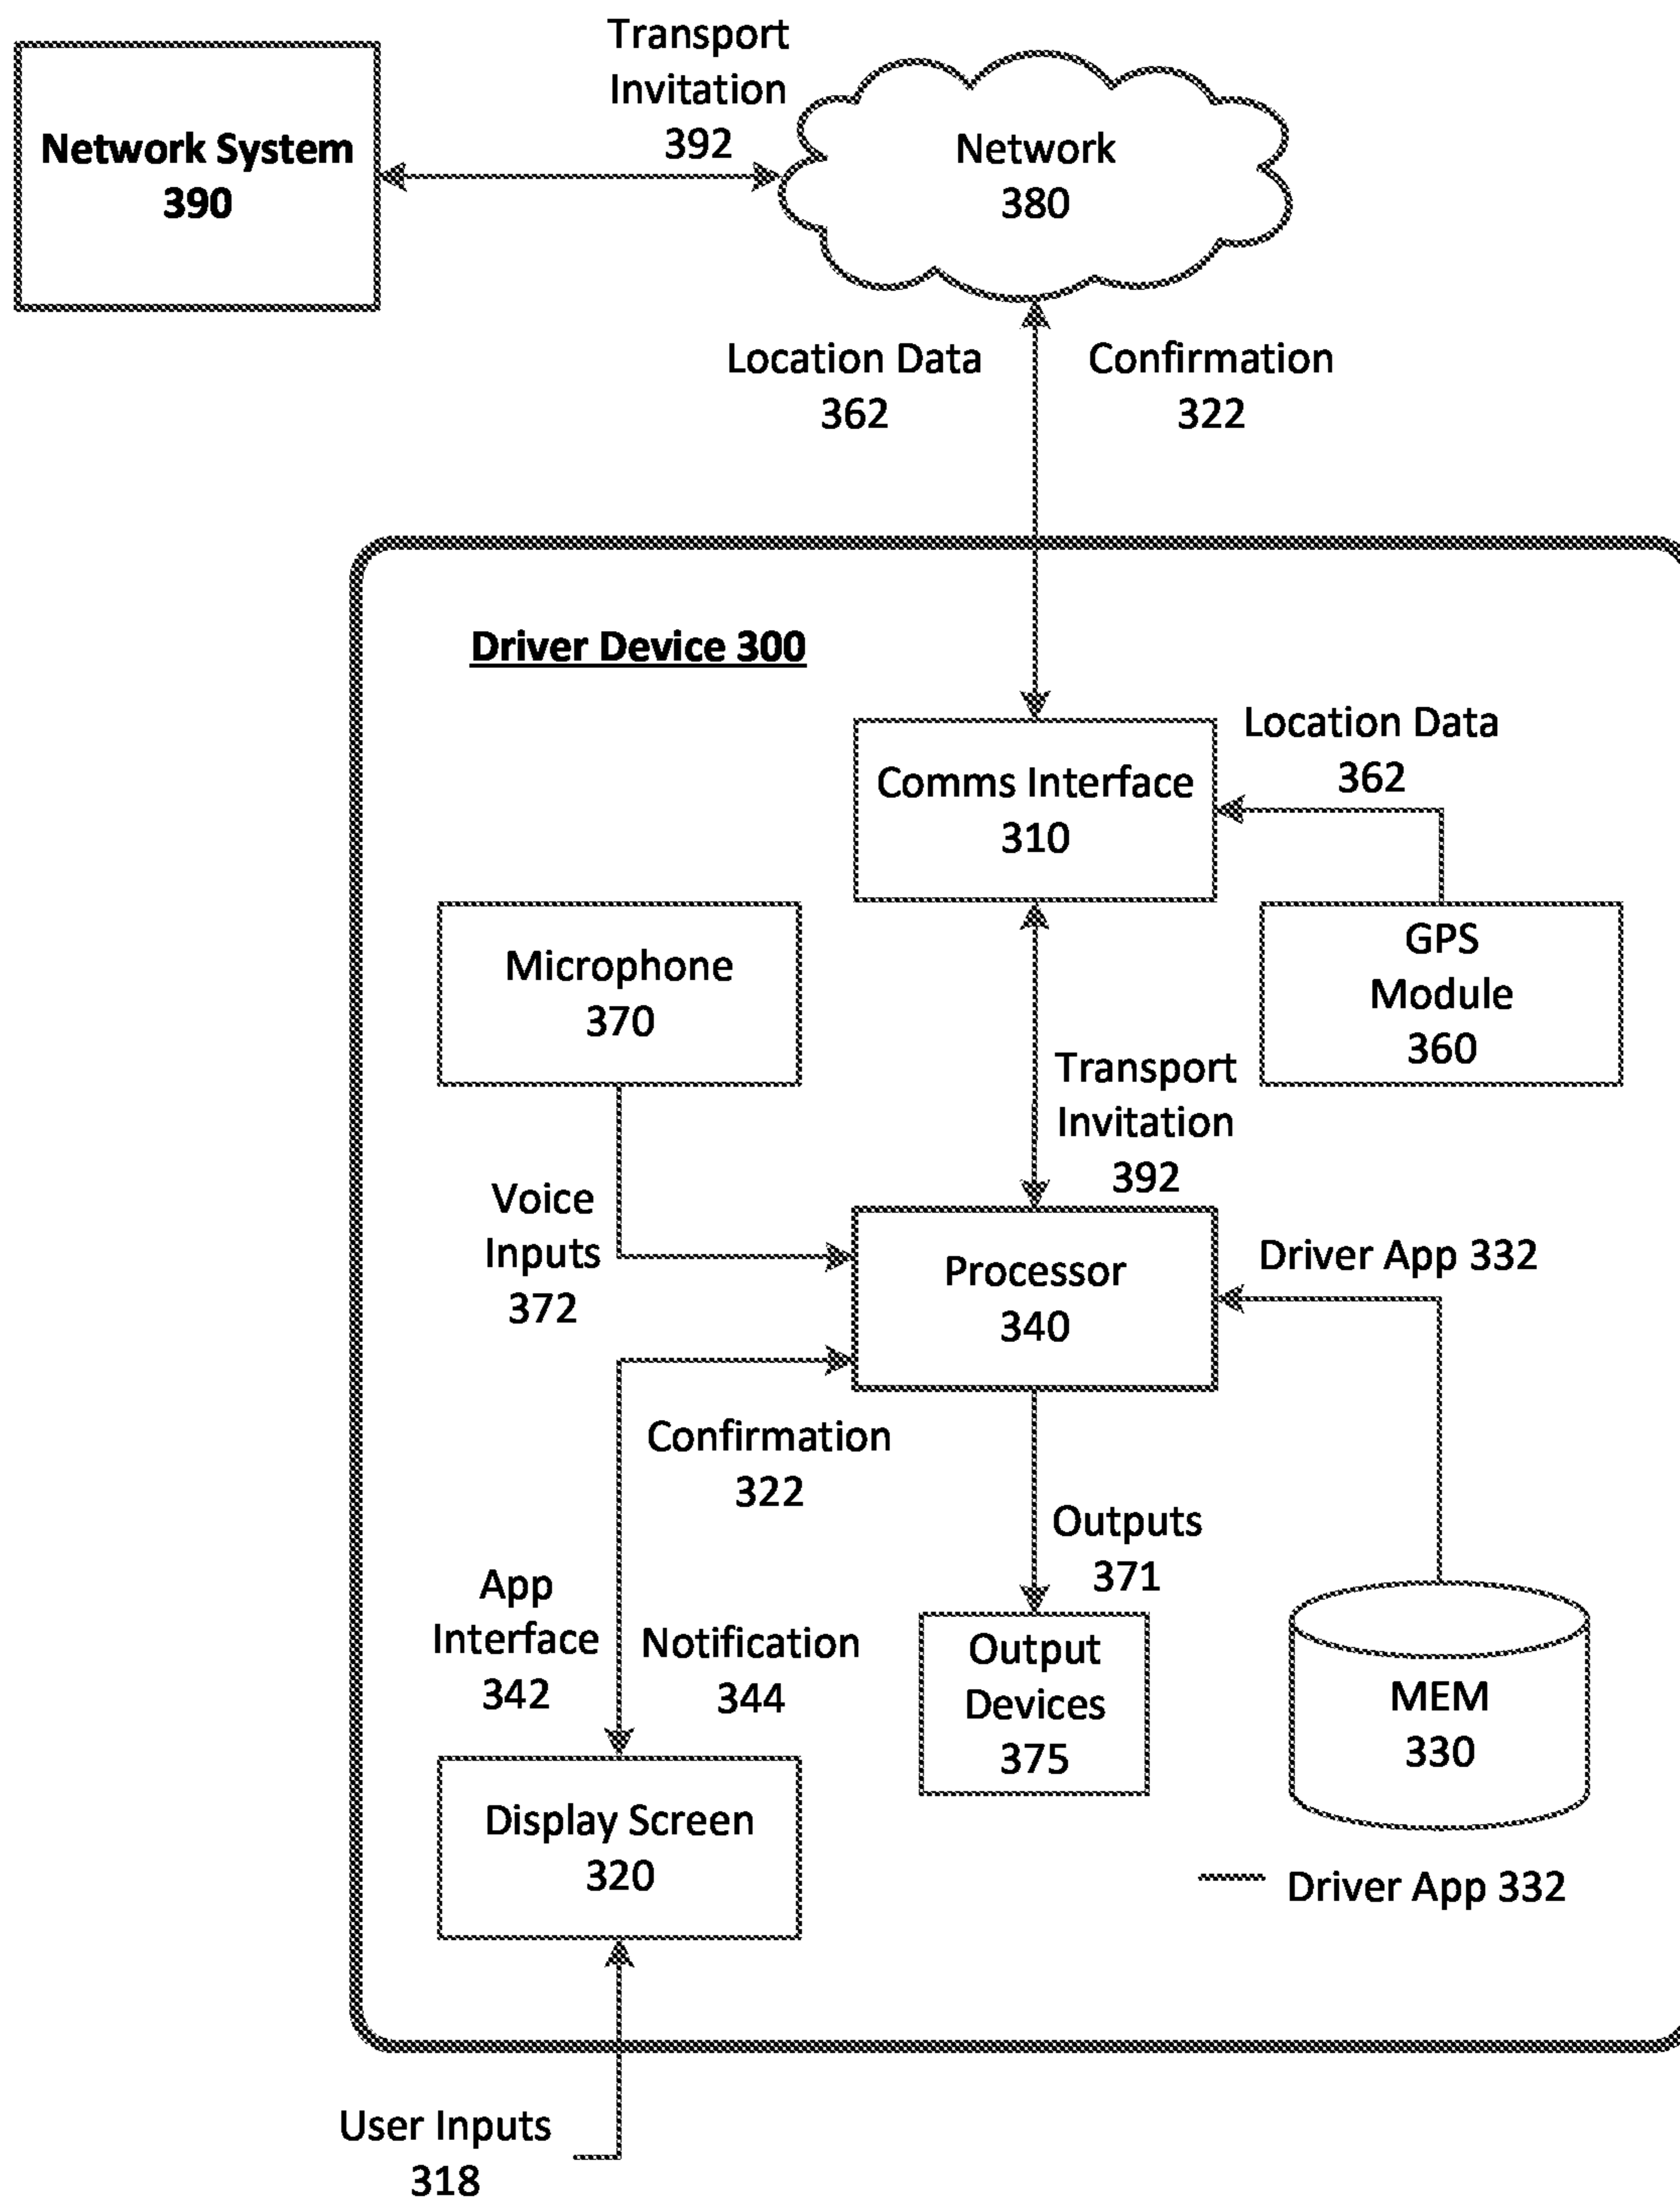 Transport
Invitation
392
Network System
390
Network
380
Location Data
362
Confirmation
322
Driver Device 300
Comms Interface
310
Location Data
362
Microphone
370
GPS
Module
360
Transport
Invitation
392
Voice
Inputs
372
Processor
340
Driver App 332
Confirmation
322
Outputs
371
App
Interface
342
Notification
344
Output
Devices
375
MEM
330
Display Screen
320
Driver App 332
User Inputs
318